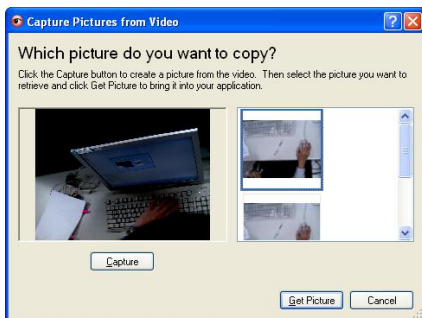 Capture Pictures from Video
Which picture do you want to copy?
Click the Capture button to create a picture from the video. Then select the picture you want to
retrieve and click Get Picture to bring it into your application.
Capture
Get Picture
Cancel